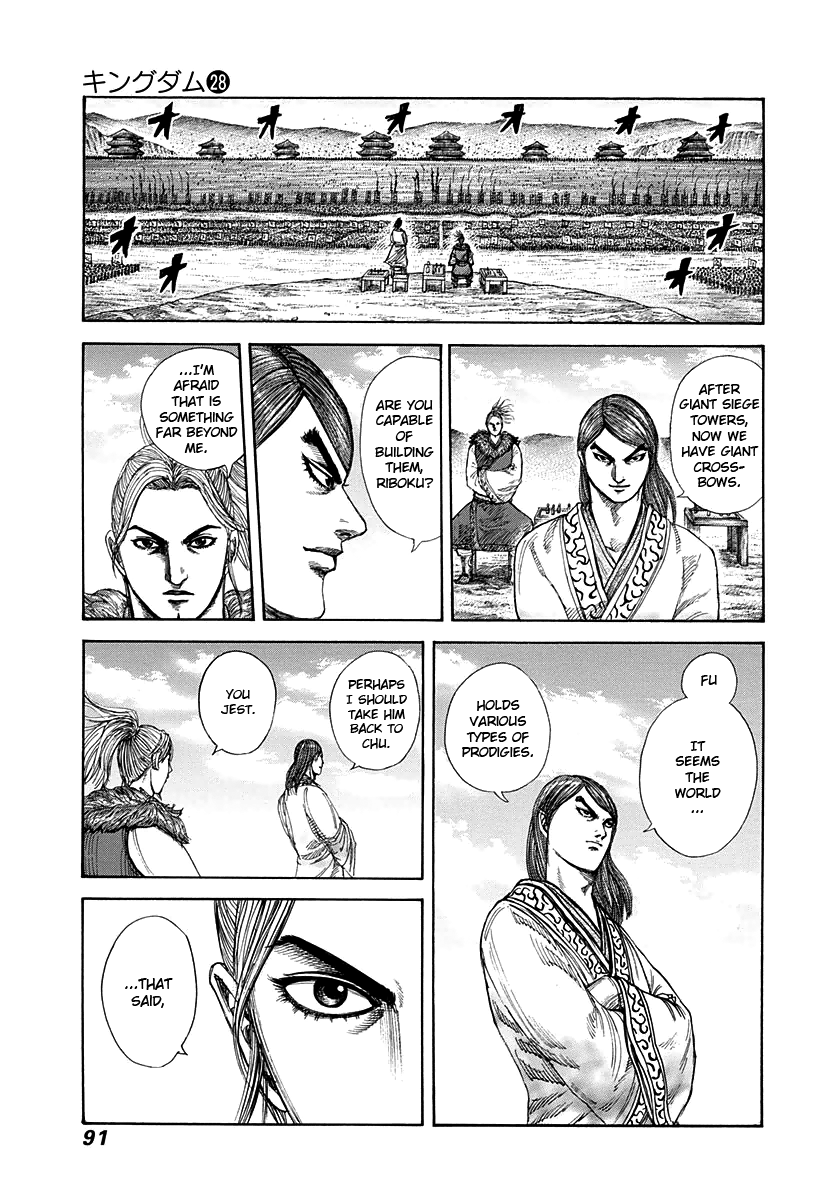 キングダム28
オ オ オ オ オ オ
オ オ オ オ
AFTER
GIANT SIEGE
TOWERS,
NOW WE
HAVE GIANT
CROSS-
BOWS.
ARE YOU
CAPABLE
OF
BUILDING
THEM,
RIBOKU?
...I'M
AFRAID
THAT IS
SOMETHING
FAR BEYOND
ME.
FU
IT
SEEMS
THE
WORLD
...
HOLDS
VARIOUS
TYPES OF
PRODIGIES.
PERHAPS
I SHOULD
TAKE HIM
BACK TO
CHU.
YOU
JEST.
...THAT
SAID,
91